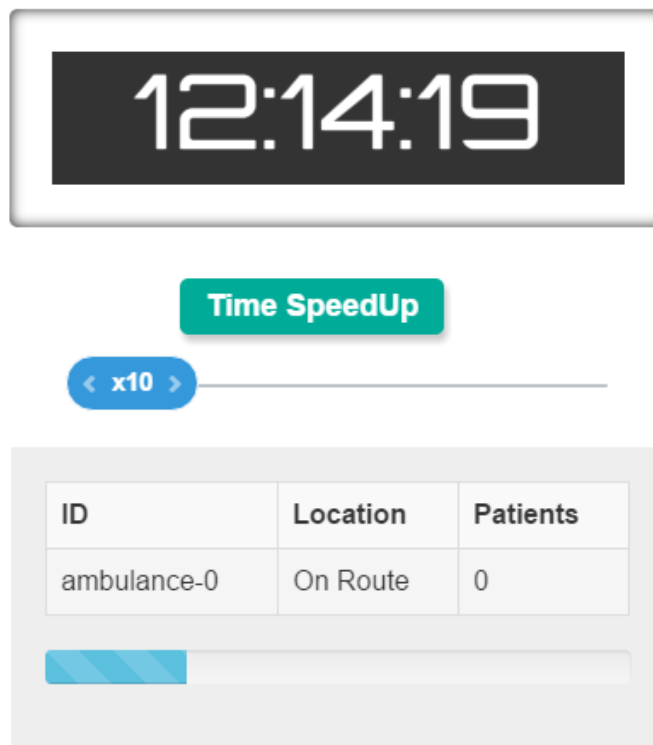 12:14:19
Time SpeedUp
< x10 >
ID Location Patients
ambulance-0 On Route 0